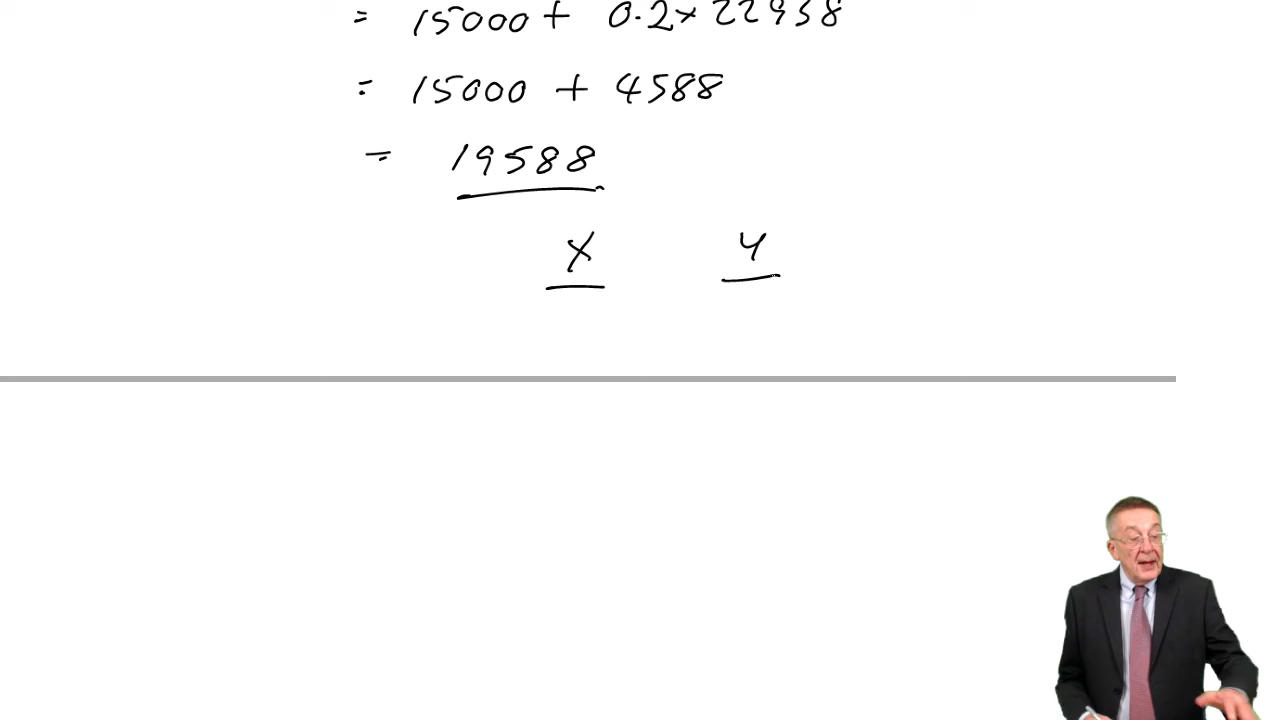 = 15000 + 0.2 × 22938
= 15000 + 4588
= 19588
X Y